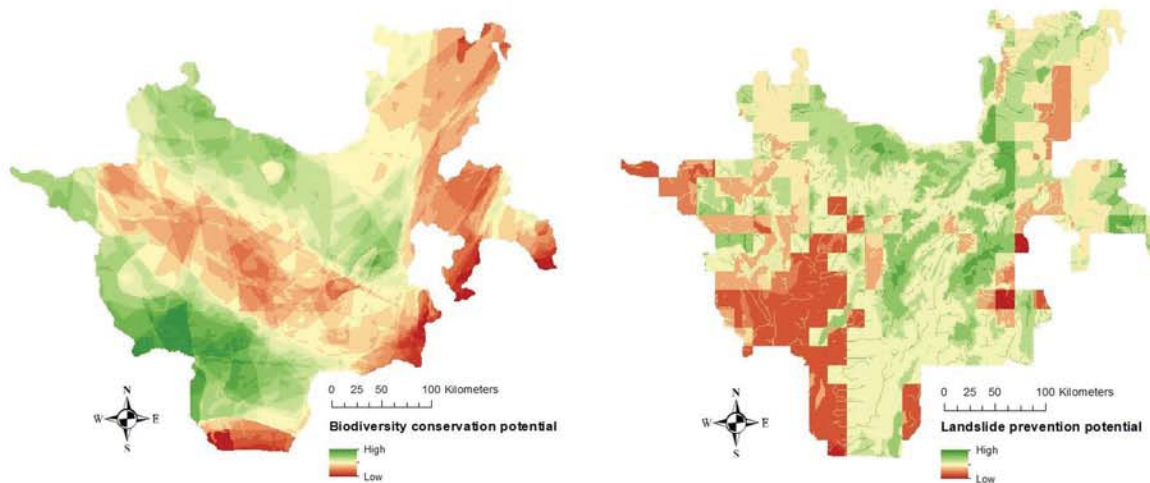 N
W E
S
0 25 50 100 Kilometers
Biodiversity conservation potential
High
Low
N
W E
S
0 25 50 100 Kilometers
Landslide prevention potential
High
Low